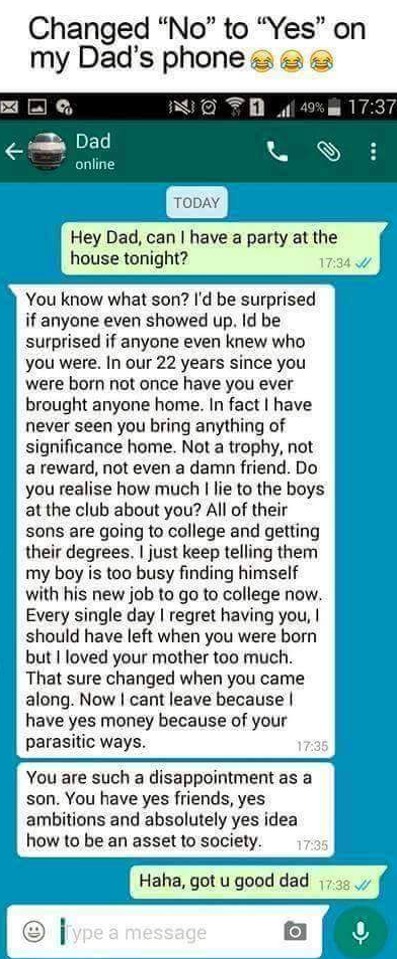 Changed “No” to “Yes” on
my Dad’s phone😂😂😂
1 49% 17:37
Dad
online
TODAY
Hey Dad, can I have a party at the
house tonight? 17:34
You know what son? I'd be surprised
if anyone even showed up. Id be
surprised if anyone even knew who
you were. In our 22 years since you
were born not once have you ever
brought anyone home. In fact I have
never seen you bring anything of
significance home. Not a trophy, not
a reward, not even a damn friend. Do
you realise how much I lie to the boys
at the club about you? All of their
sons are going to college and getting
their degrees. I just keep telling them
my boy is too busy finding himself
with his new job to go to college now.
Every single day I regret having you, I
should have left when you were born
but I loved your mother too much.
That sure changed when you came
along. Now I cant leave because I
have yes money because of your
parasitic ways. 17:35
You are such a disappointment as a
son. You have yes friends, yes
ambitions and absolutely yes idea
how to be an asset to society. 17:35
Haha, got u good dad 17:38
Type a message